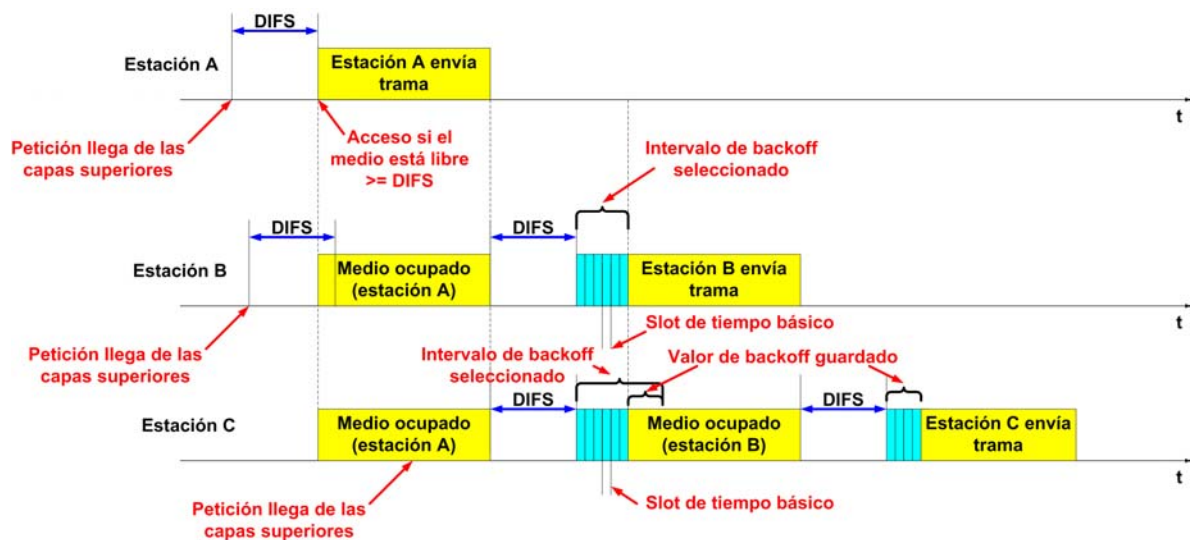 DIFS
Estación A
Estación A envía
trama
t
Petición llega de las
capas superiores
Acceso si el
medio está libre
>= DIFS
Intervalo de backoff
seleccionado
DIFS
DIFS
Estación B
Medio ocupado
(estación A)
Estación B envía
trama
t
Petición llega de las
capas superiores
Slot de tiempo básico
Intervalo de backoff
seleccionado
Valor de backoff guardado
DIFS
DIFS
Estación C
Medio ocupado
(estación A)
Medio ocupado
(estación B)
Estación C envía
trama
t
Petición llega de las
capas superiores
Slot de tiempo básico